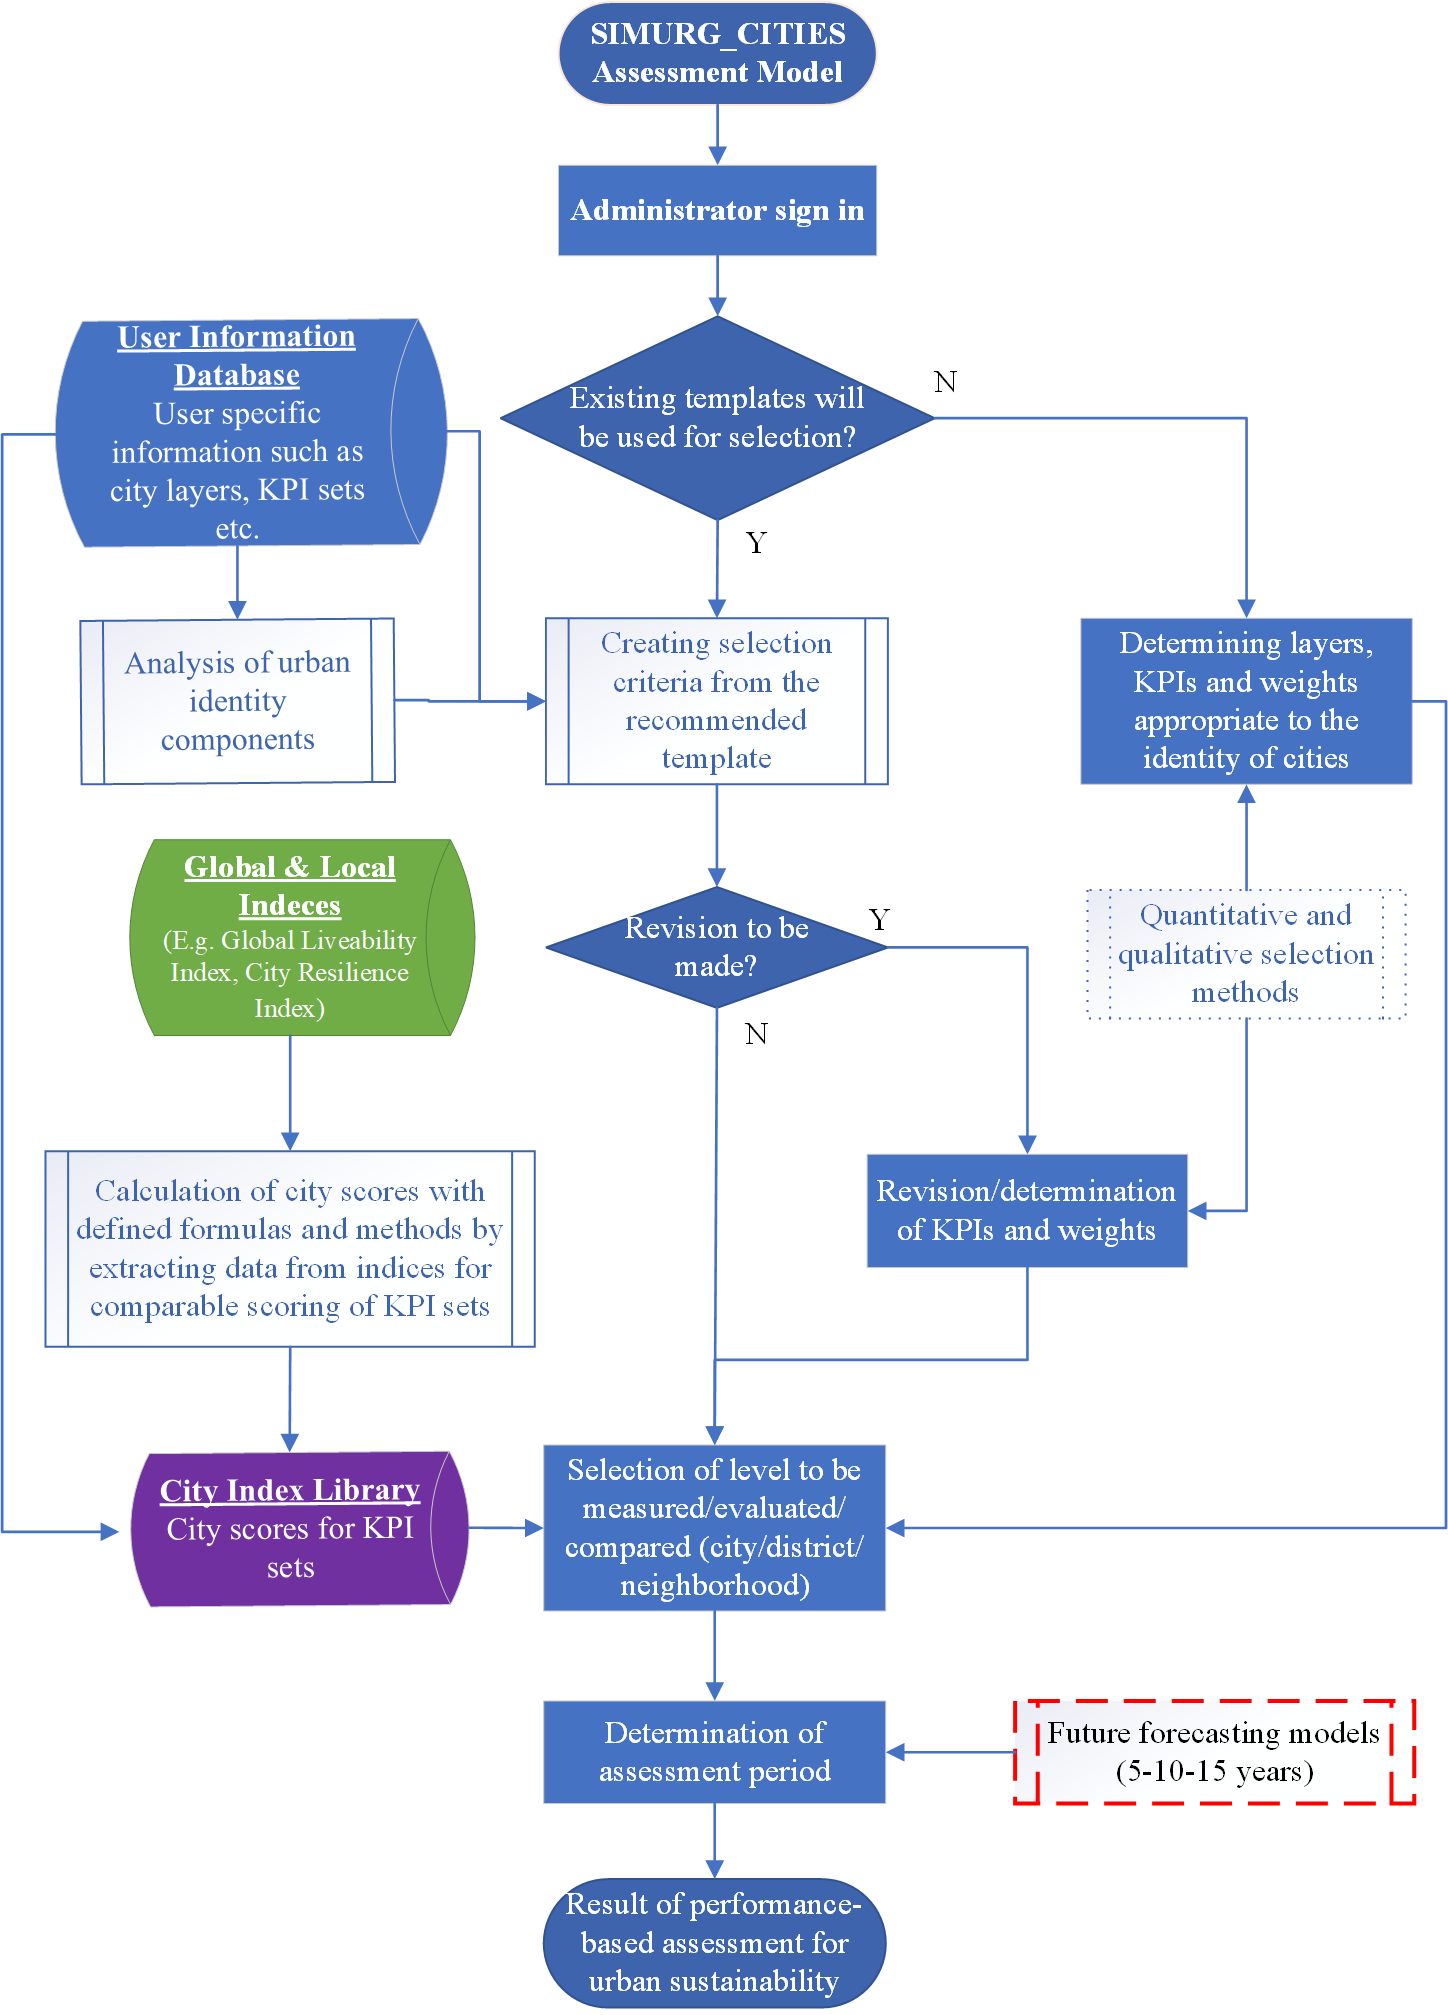 SIMURG_CITIES
Assessment Model
Administrator sign in
Existing templates will
be used for selection?
N
Y
User Information
Database
User specific
information such as
city layers, KPI sets
etc.
Analysis of urban
identity
components
Creating selection
criteria from the
recommended
template
Determining layers,
KPIs and weights
appropriate to the
identity of cities
Global & Local
Indeces
(E.g. Global Liveability
Index, City Resilience
Index)
Revision to be
made?
Y
N
Quantitative and
qualitative selection
methods
Calculation of city scores with
defined formulas and methods by
extracting data from indices for
comparable scoring of KPI sets
Revision/determination
of KPIs and weights
City Index Library
City scores for KPI
sets
Selection of level to be
measured/evaluated/
compared (city/district/
neighborhood)
Determination of
assessment period
Future forecasting models
(5-10-15 years)
Result of performance-
based assessment for
urban sustainability